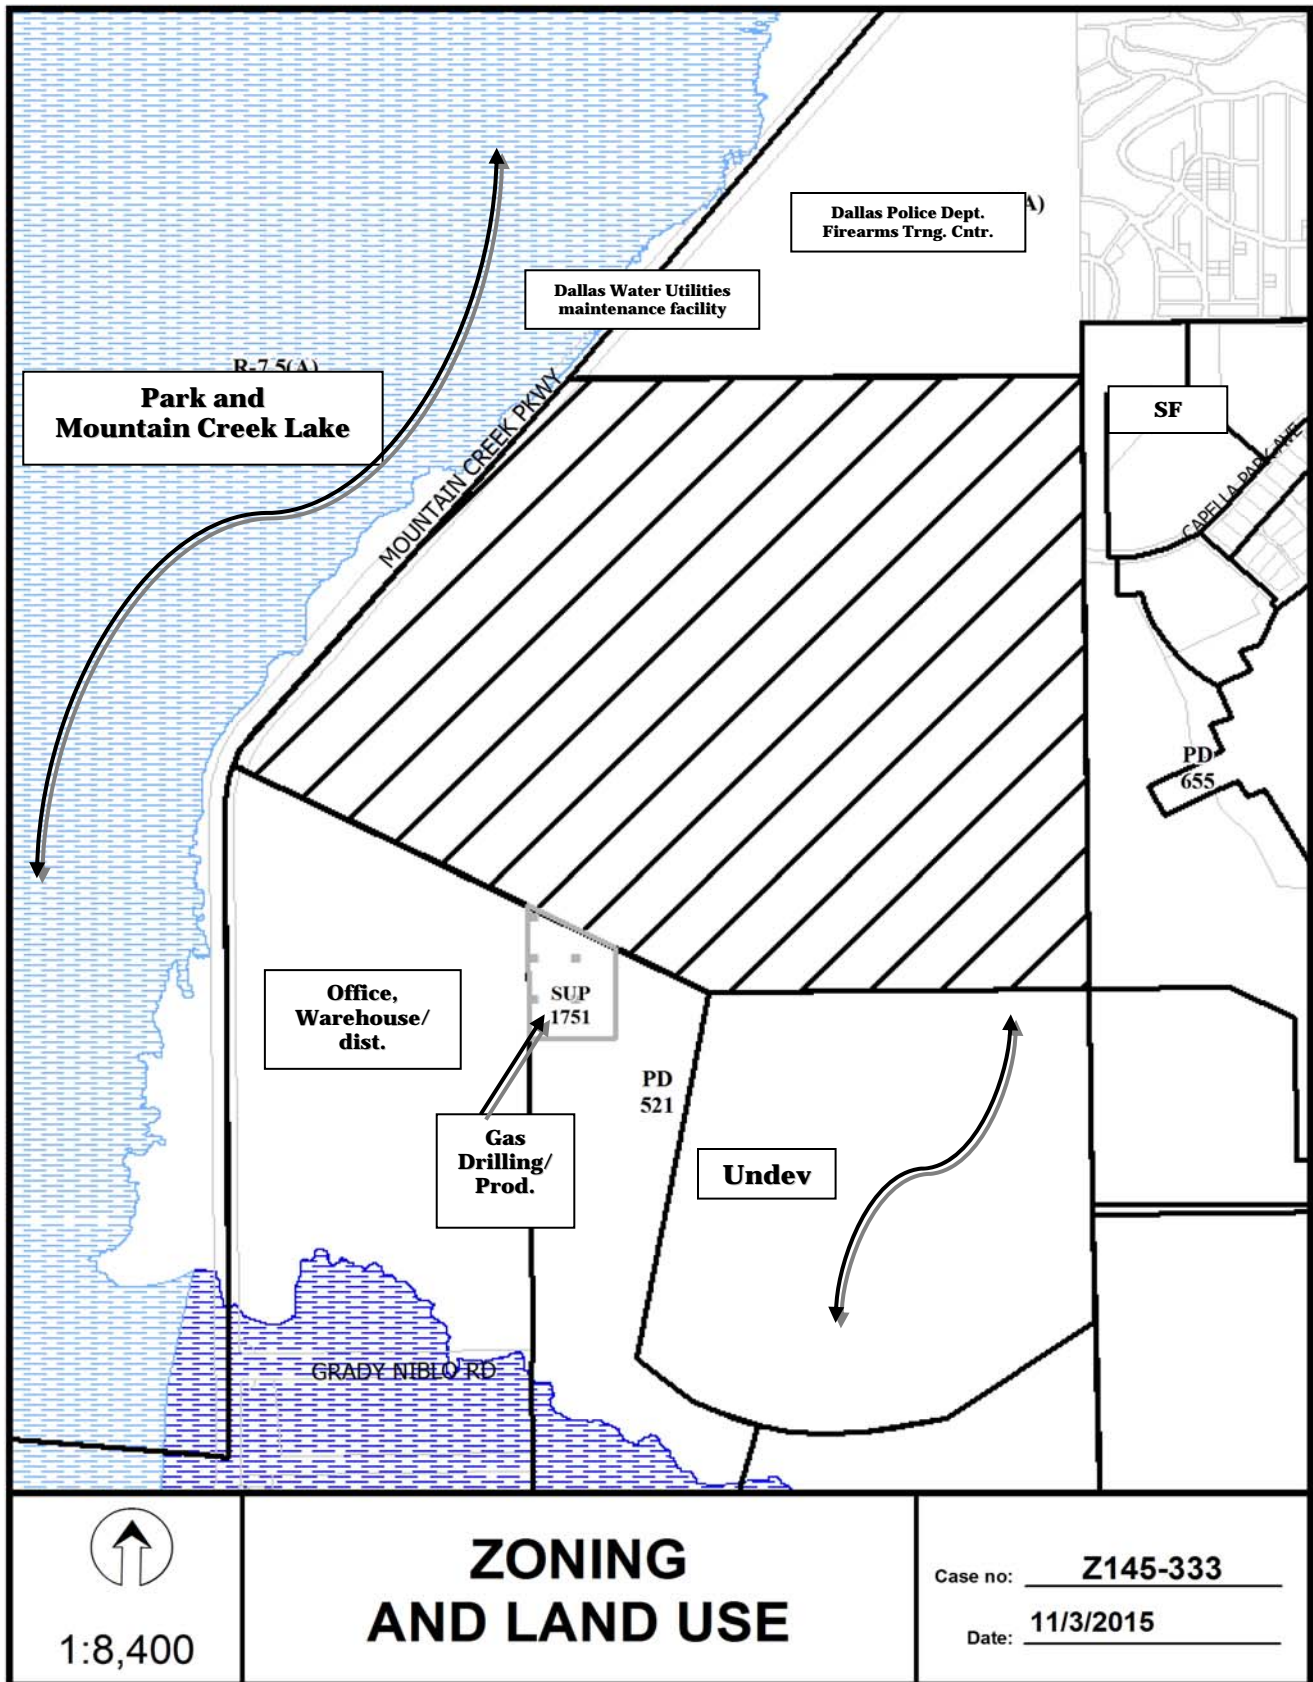 A)
Dallas Police Dept.
Firearms Trng. Cntr.
Dallas Water Utilities
maintenance facility
R-7.5(A)
Park and
Mountain Creek Lake
MOUNTAIN CREEK PKWY
SF
CAPELLA PARK AVE
PD
655
Office,
Warehouse/
dist.
SUP
1751
PD
521
Gas
Drilling/
Prod.
Undev
GRADY NIBLO RD
1:8,400
ZONING
AND LAND USE
Case no: Z145-333
Date: 11/3/2015